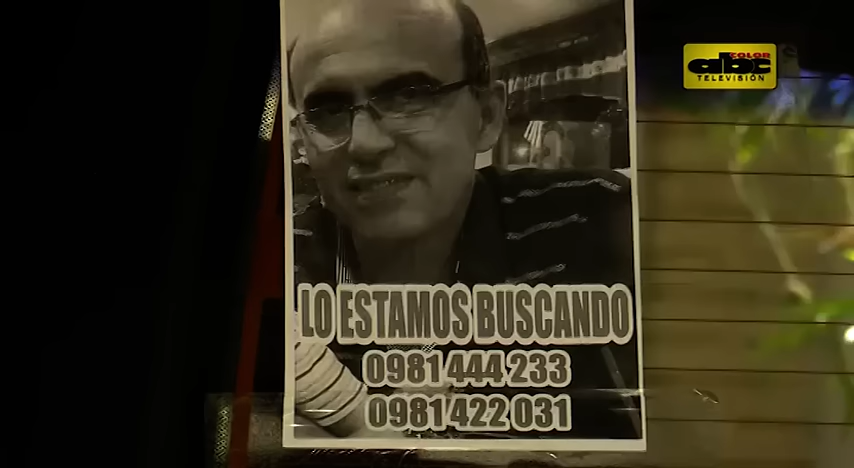 COLOR
abc
TELEVISIÓN
LO ESTAMOS BUSCANDO
0981 444 233
0981 422 031